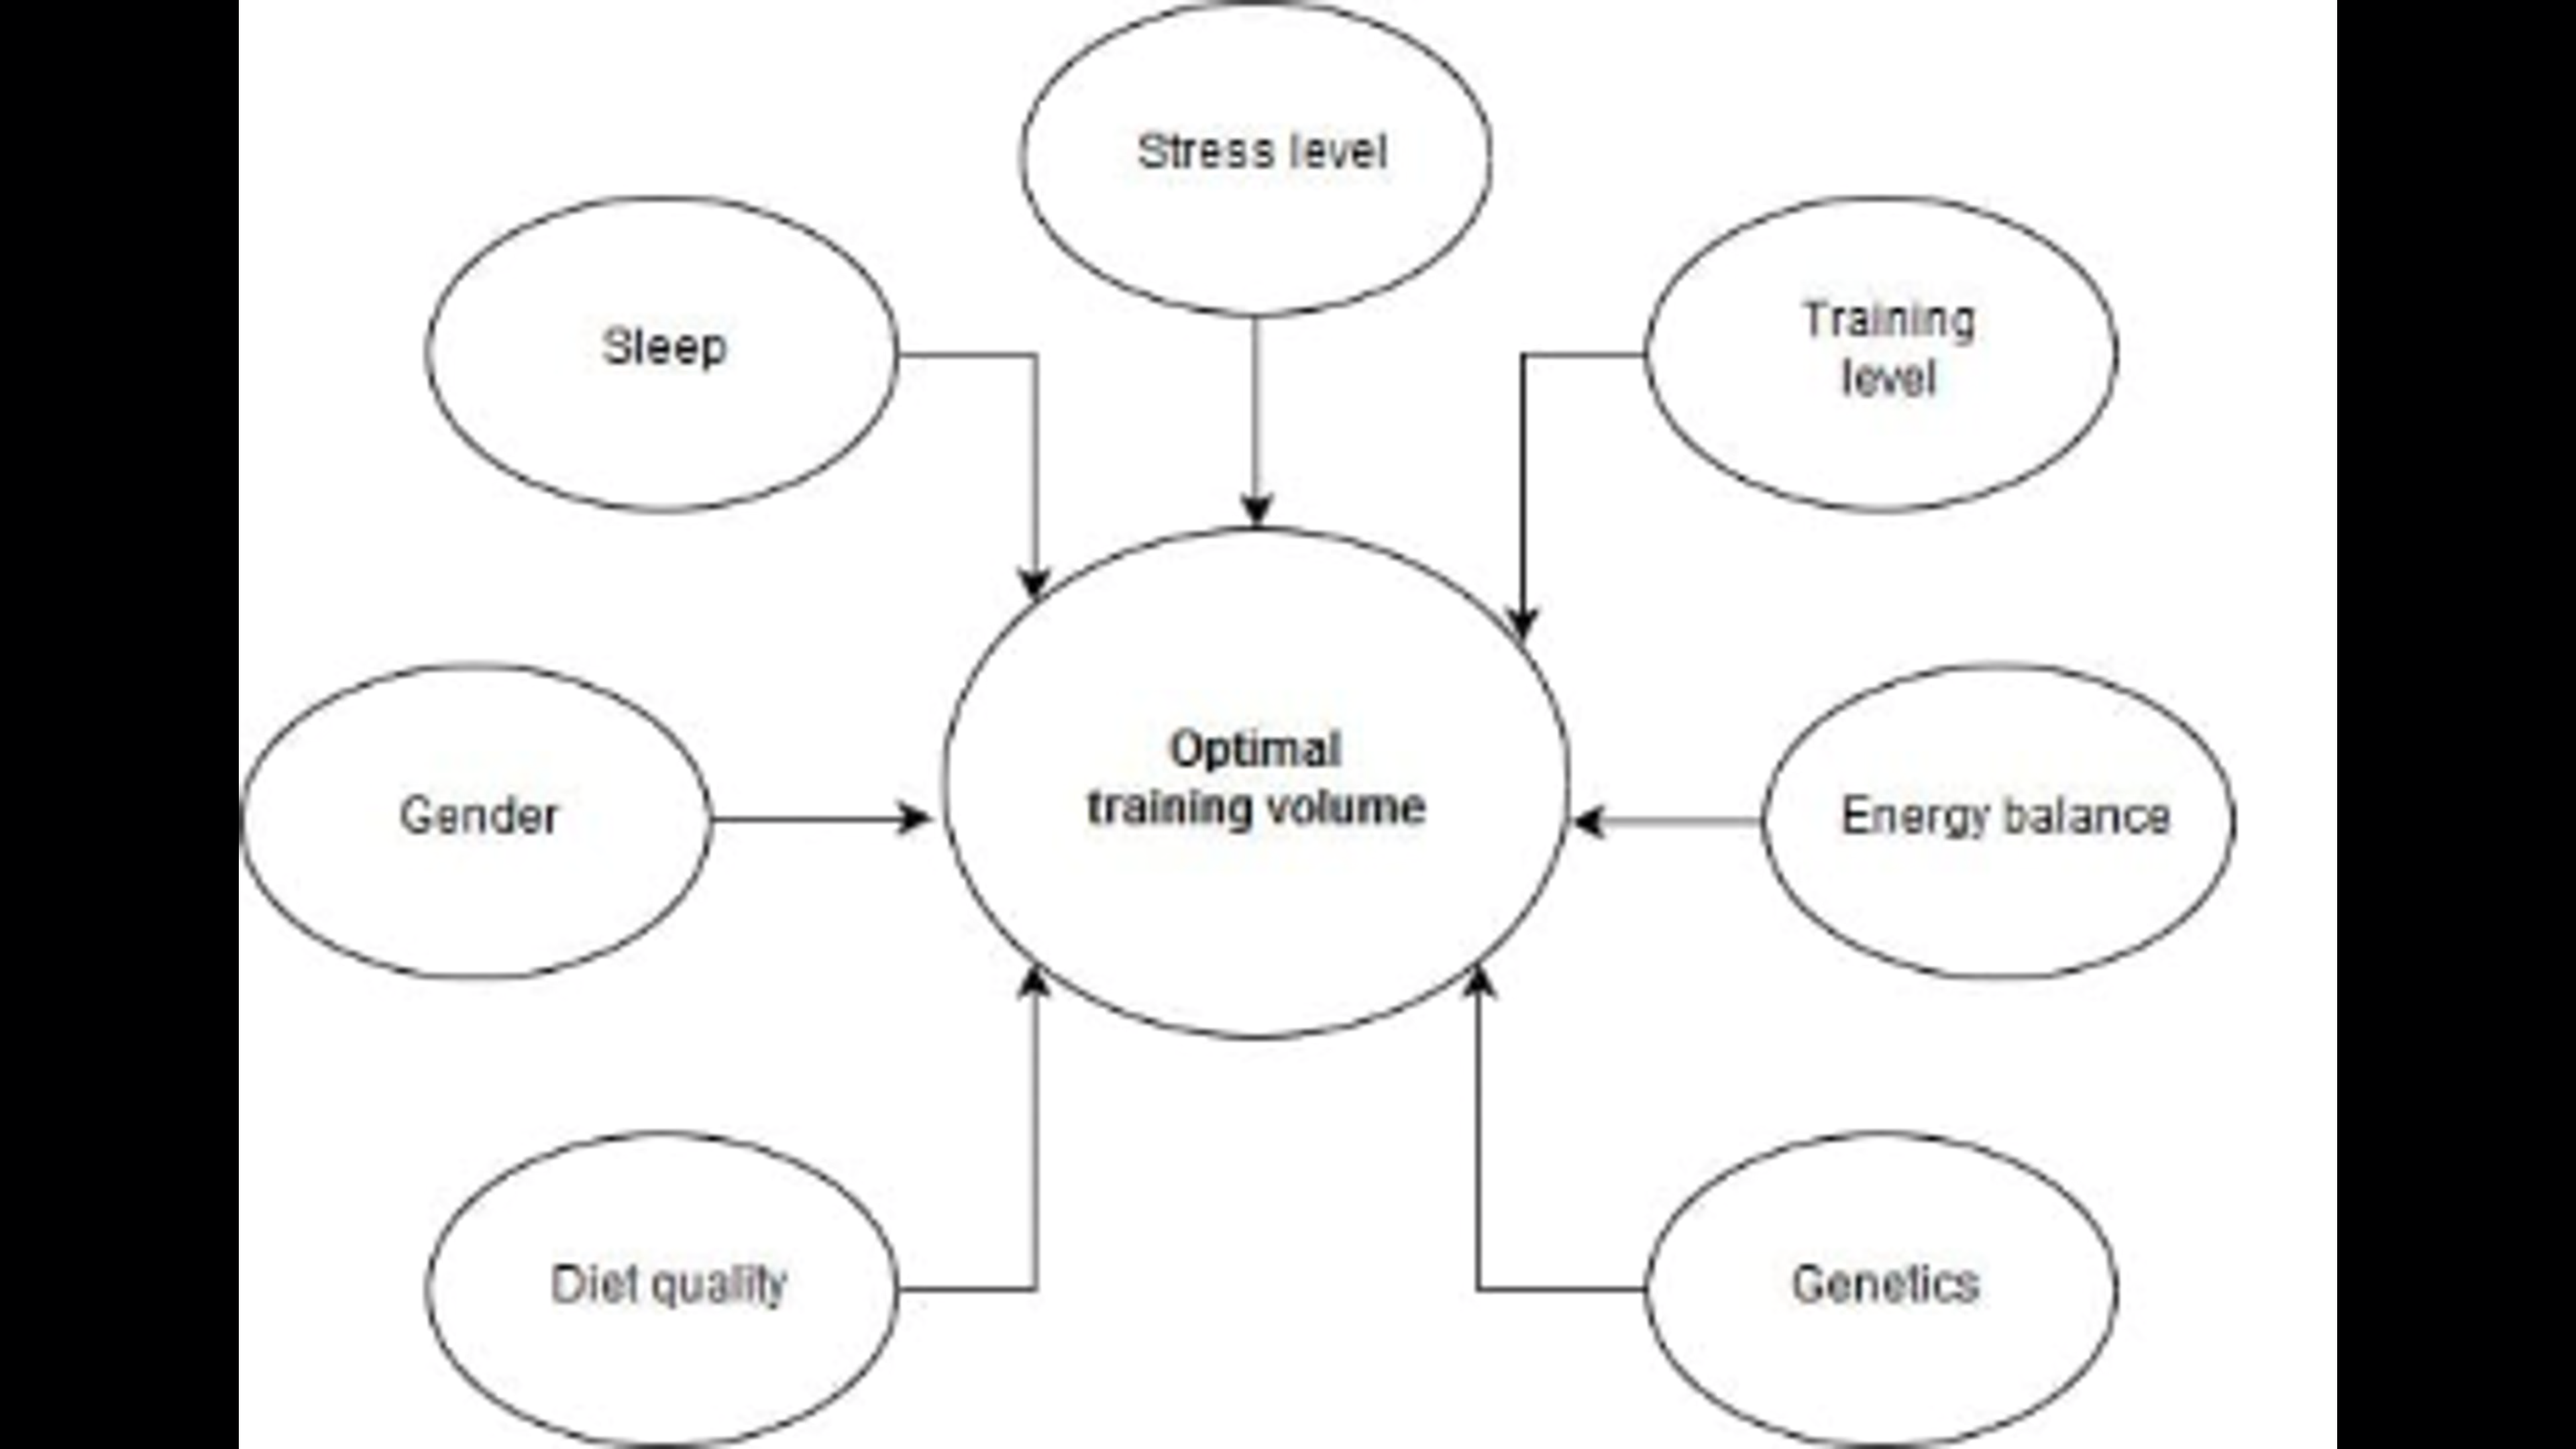 Stress level
Sleep
Training
level
Optimal
training volume
Gender
Energy balance
Diet quality
Genetics